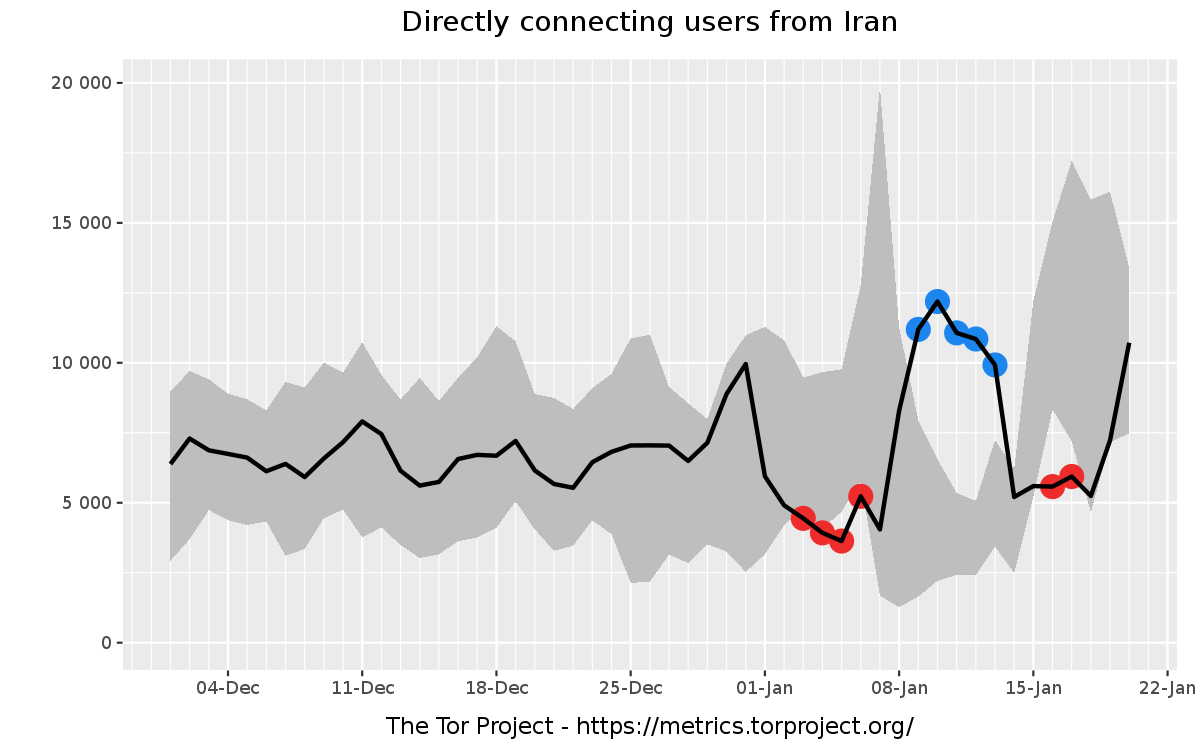 Directly connecting users from Iran
20 000
15 000
10 000
5 000
0
04-Dec 11-Dec 18-Dec 25-Dec 01-Jan 08-Jan 15-Jan 22-Jan
The Tor Project - https://metrics.torproject.org/